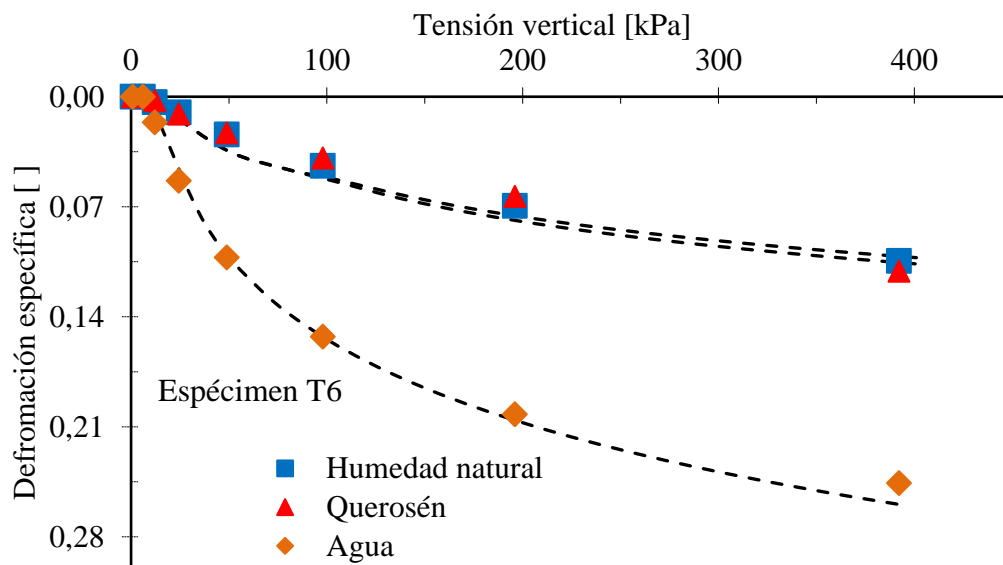 Tensión vertical [kPa]
0 100 200 300 400
0,00
0,07
0,14
0,21
0,28
Defromación específica [ ]
Espécimen T6
Humedad natural
Querosén
Agua